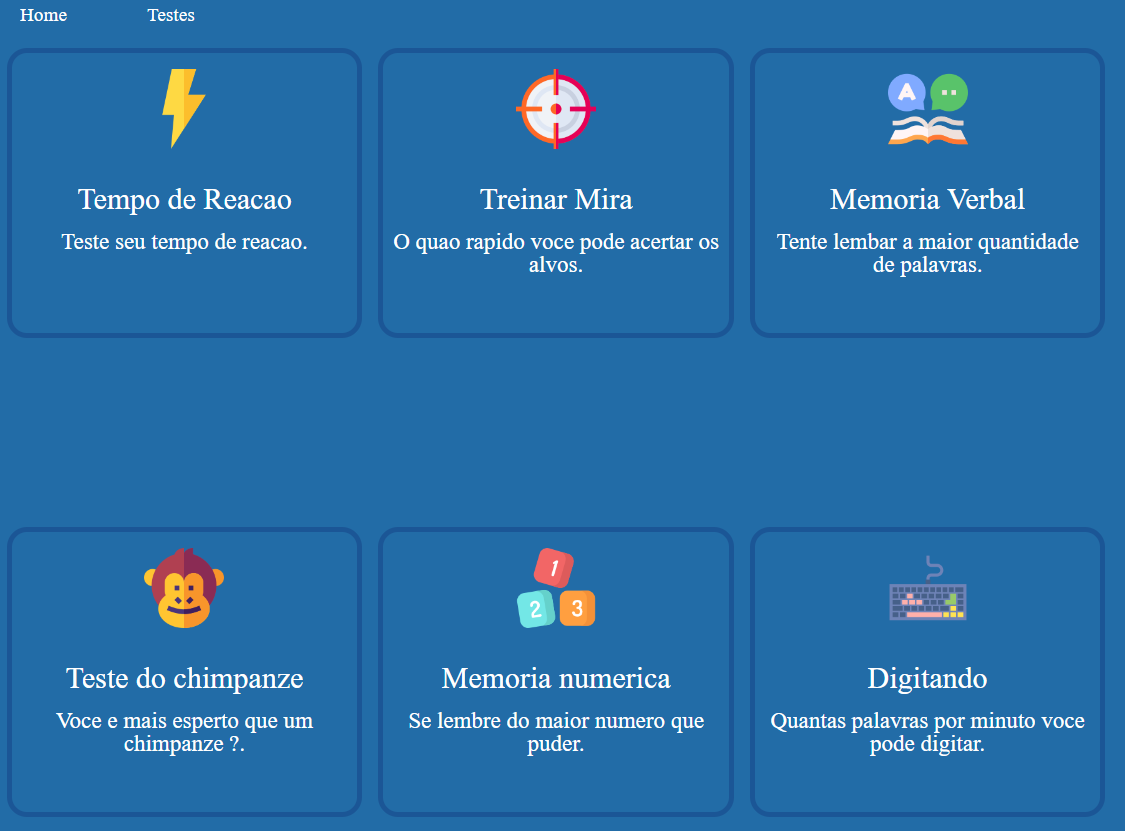 Home
Testes
A
Tempo de Reacao
Teste seu tempo de reacao.
Treinar Mira
O quao rapido voce pode acertar os
alvos.
Memoria Verbal
Tente lembar a maior quantidade
de palavras.
1
2
3
Teste do chimpanze
Voce e mais esperto que um
chimpanze ?.
Memoria numerica
Se lembre do maior numero que
puder.
Digitando
Quantas palavras por minuto voce
pode digitar.